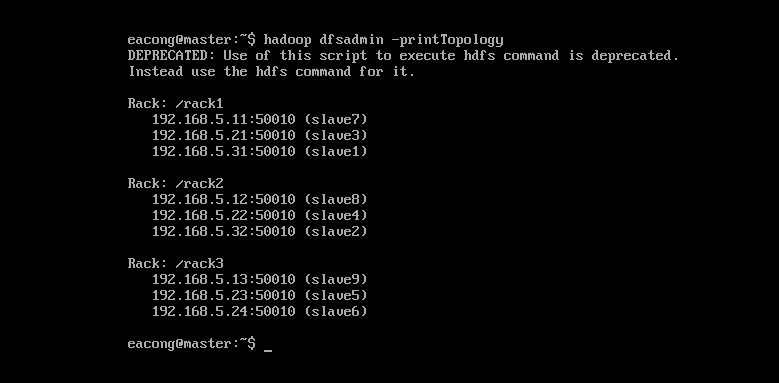 eacong@master:~$ hadoop dfsadmin -printTopology
DEPRECATED: Use of this script to execute hdfs command is deprecated.
Instead use the hdfs command for it.
Rack: /rack1
192.168.5.11:50010 (slave7)
192.168.5.21:50010 (slave3)
192.168.5.31:50010 (slave1)
Rack: /rack2
192.168.5.12:50010 (slave8)
192.168.5.22:50010 (slave4)
192.168.5.32:50010 (slave2)
Rack: /rack3
192.168.5.13:50010 (slave9)
192.168.5.23:50010 (slave5)
192.168.5.24:50010 (slave6)
eacong@master:~$ _